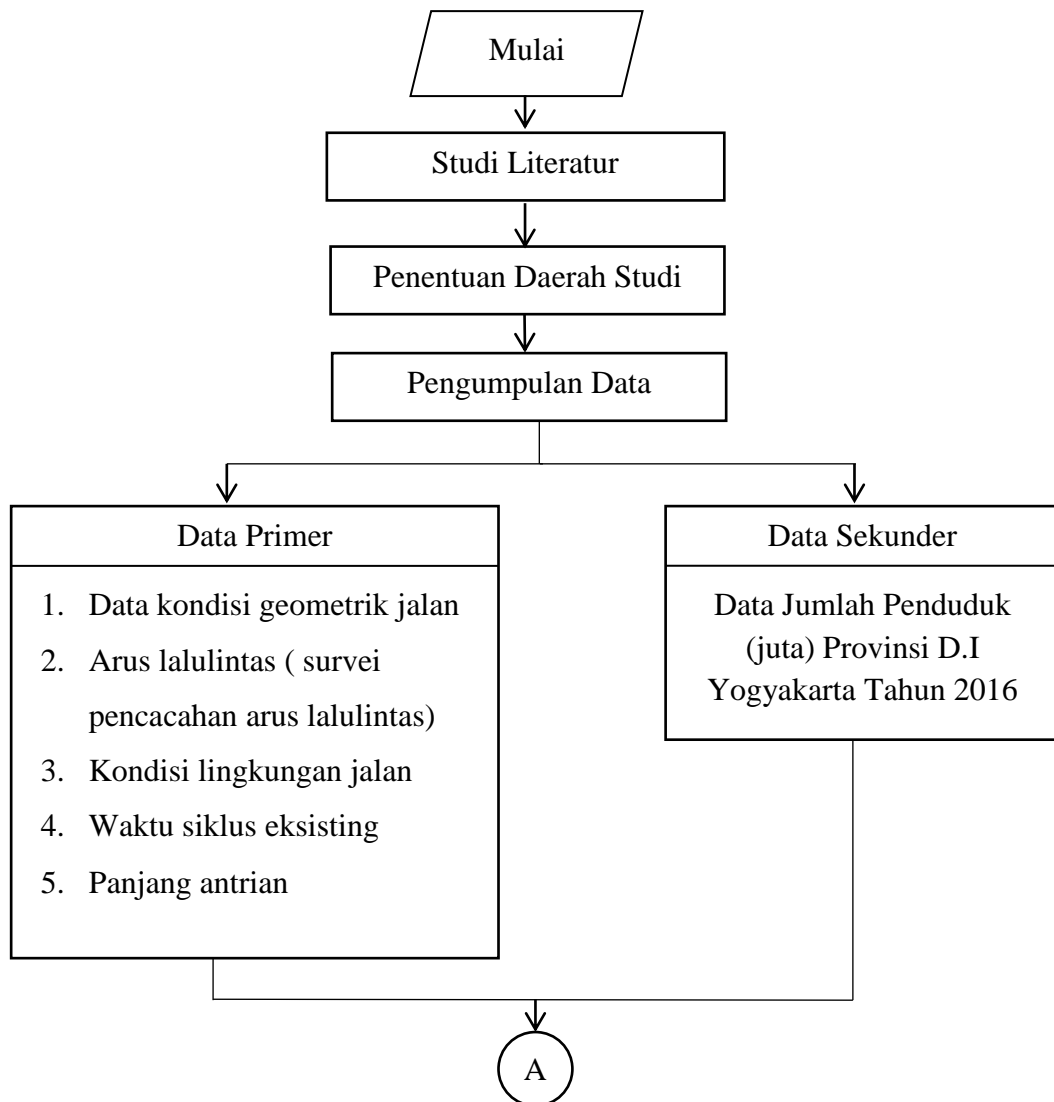 Mulai
Studi Literatur
Penentuan Daerah Studi
Pengumpulan Data
Data Primer
1. Data kondisi geometrik jalan
2. Arus lalulintas ( survei
pencacahan arus lalulintas)
3. Kondisi lingkungan jalan
4. Waktu siklus eksisting
5. Panjang antrian
Data Sekunder
Data Jumlah Penduduk
(juta) Provinsi D.I
Yogyakarta Tahun 2016
A